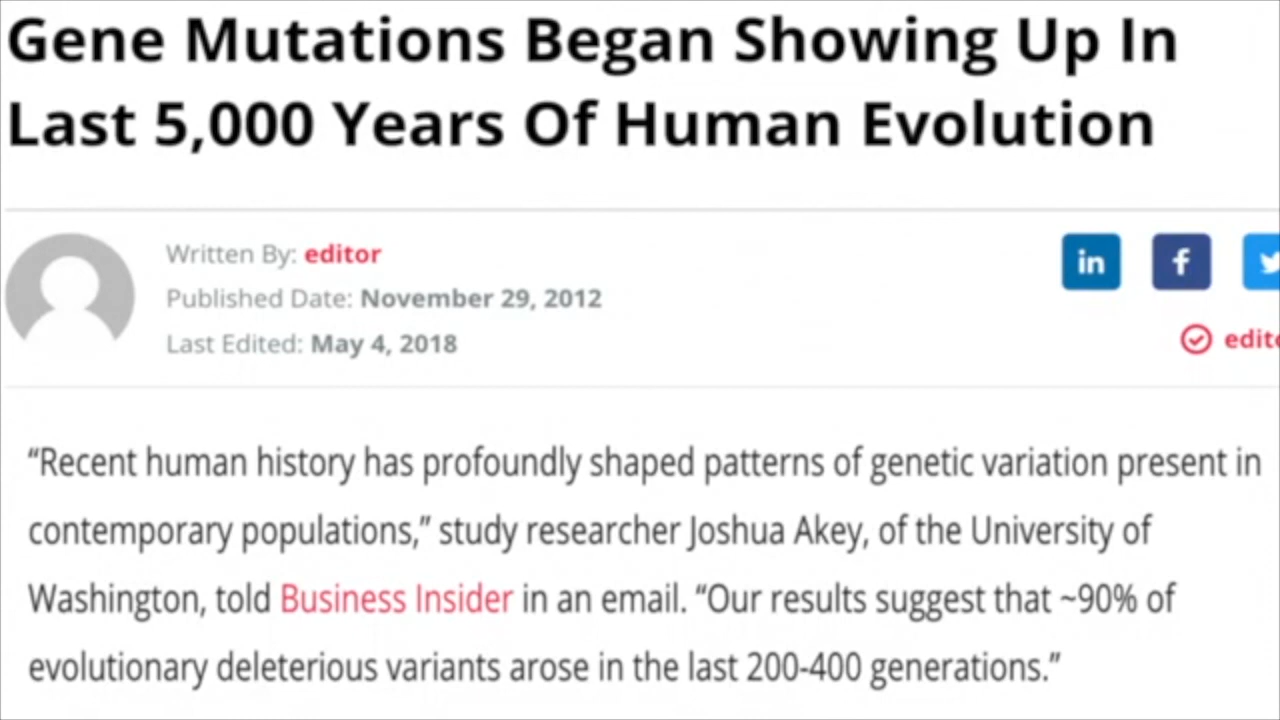 Gene Mutations Began Showing Up In
Last 5,000 Years Of Human Evolution
Written By: editor
Published Date: November 29, 2012
Last Edited: May 4, 2018
in
f
“Recent human history has profoundly shaped patterns of genetic variation present in
contemporary populations,” study researcher Joshua Akey, of the University of
Washington, told Business Insider in an email. “Our results suggest that ~90% of
evolutionary deleterious variants arose in the last 200-400 generations.”